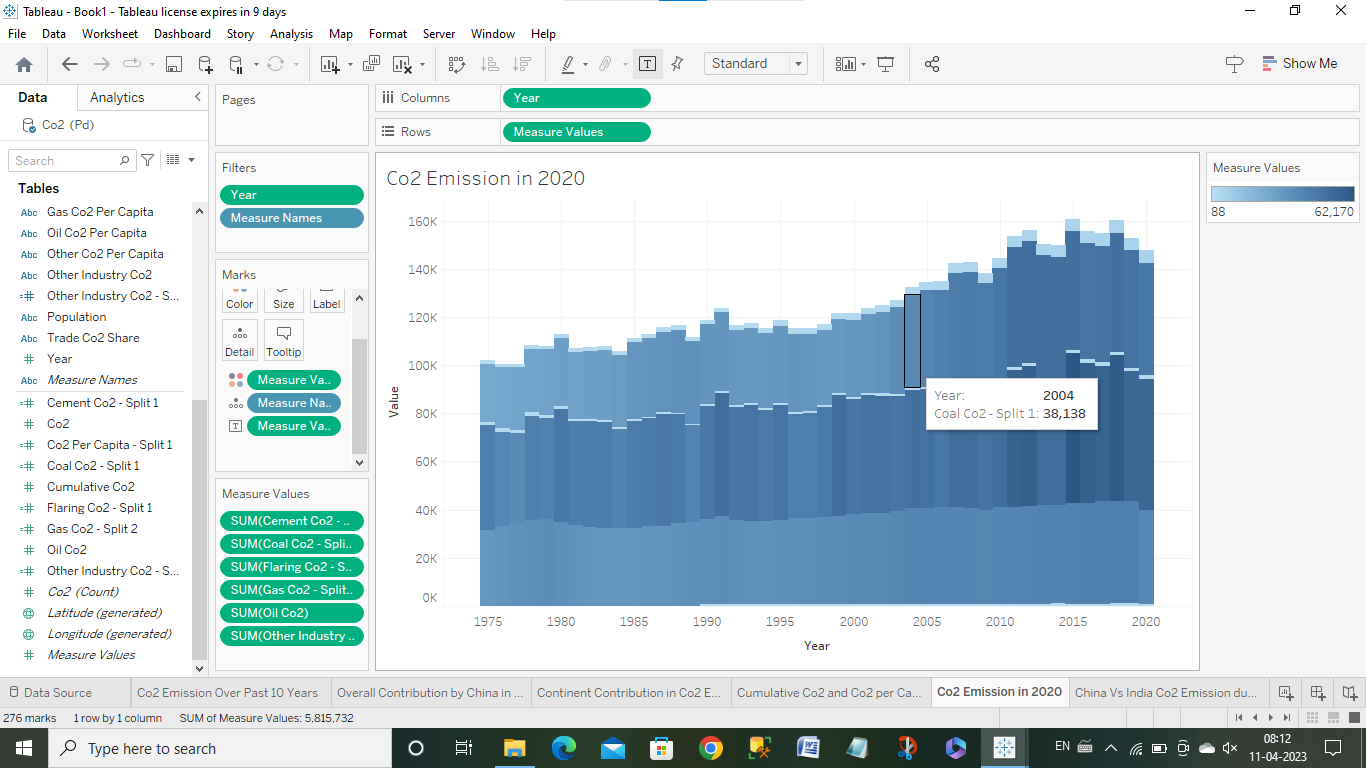 Tableau - Book1 - Tableau license expires in 9 days
File Data Worksheet Dashboard Story Analysis Map Format Server Window Help
Standard
Show Me
Data Analytics
Co2 (Pd)
Search
Tables
Abc Gas Co2 Per Capita
Abc Oil Co2 Per Capita
Abc Other Co2 Per Capita
Abc Other Industry Co2
=# Other Industry Co2 - S...
Abc Population
Abc Trade Co2 Share
# Year
Abc Measure Names
=# Cement Co2 - Split 1
# Co2
=# Co2 Per Capita - Split 1
=# Coal Co2 - Split 1
# Cumulative Co2
=# Flaring Co2 - Split 1
=# Gas Co2 - Split 2
# Oil Co2
=# Other Industry Co2 - S...
# Co2 (Count)
Latitude (generated)
Longitude (generated)
# Measure Values
Pages
Filters
Year
Measure Names
Marks
Color Size Label
Detail Tooltip
Measure Va..
Measure Na..
T Measure Va..
Measure Values
SUM(Cement Co2 - ..
SUM(Coal Co2 - Spli..
SUM(Flaring Co2 - S..
SUM(Gas Co2 - Split..
SUM(Oil Co2)
SUM(Other Industry ..
Columns Year
Rows Measure Values
Co2 Emission in 2020
160K
140K
120K
100K
80K
60K
40K
20K
0K
Value
1975 1980 1985 1990 1995 2000 2005 2010 2015 2020
Year
Year: 2004
Coal Co2 - Split 1: 38,138
Measure Values
88 62,170
Data Source Co2 Emission Over Past 10 Years Overall Contribution by China in ... Continent Contribution in Co2 E... Cumulative Co2 and Co2 per Ca... Co2 Emission in 2020 China Vs India Co2 Emission du...
276 marks 1 row by 1 column SUM of Measure Values: 5,815,732
Type here to search
EN
08:12
11-04-2023